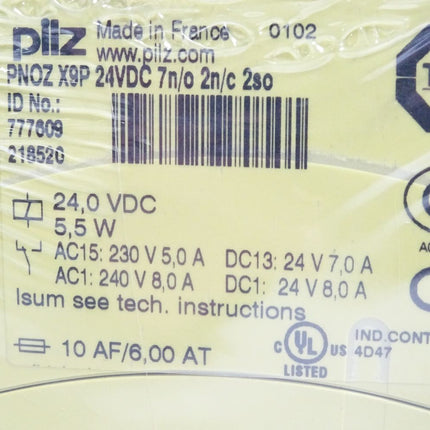 pilz Made in France 0102
www.pilz.com
PNOZ X9P 24VDC 7n/o 2n/c 2so
ID No.:
777609
218520
24,0 VDC
5,5 W
AC15: 230 V 5,0 A DC13: 24 V 7,0 A
AC1: 240 V 8,0 A DC1: 24 V 8,0 A
Isum see tech. instructions
10 AF/6,00 AT
C UL US LISTED
IND.CONT
4D47